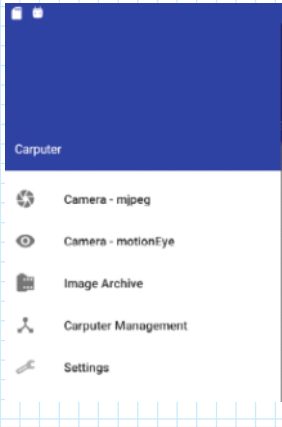 Carputer
Camera - mjpeg
Camera - motionEye
Image Archive
Carputer Management
Settings